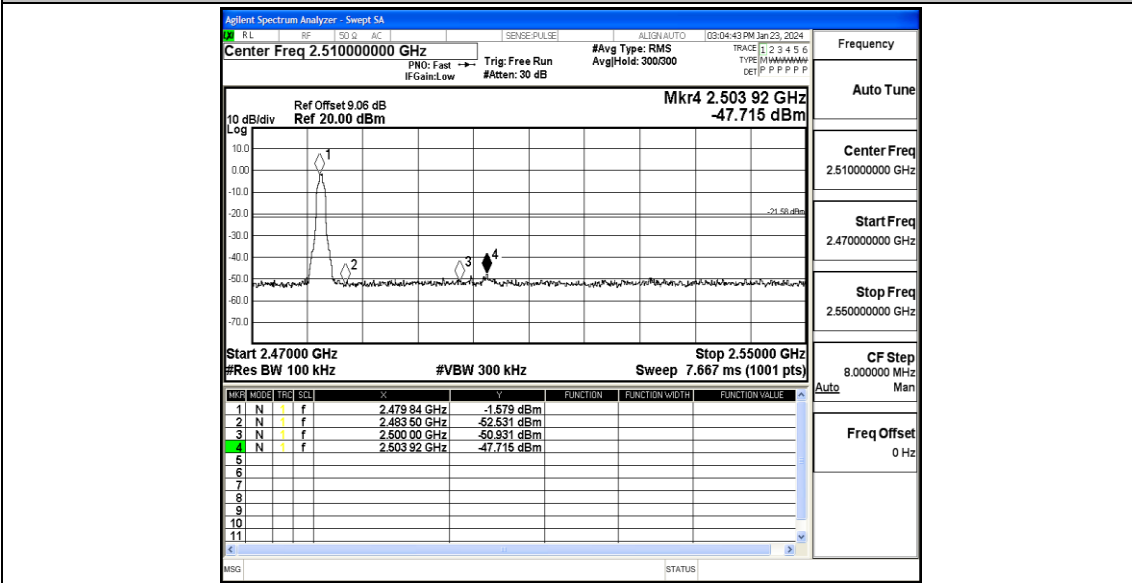 Agilent Spectrum Analyzer - Swept SA
RL RF 50 Ω AC SENSE:PULSE ALIGN AUTO 03:04:43 PM Jan 23, 2024
Center Freq 2.510000000 GHz
PNO: Fast
IFGain:Low
Trig: Free Run
#Atten: 30 dB
#Avg Type: RMS
Avg|Hold: 300/300
TRACE 1 2 3 4 5 6
TYPE
DET P P P P P P
Frequency
Auto Tune
Center Freq
2.510000000 GHz
Start Freq
2.470000000 GHz
Stop Freq
2.550000000 GHz
CF Step
8.000000 MHz
Auto Man
Freq Offset
0 Hz
Mkr4 2.503 92 GHz
-47.715 dBm
Ref Offset 9.06 dB
10 dB/div Ref 20.00 dBm
Log
10.0
0.00
-10.0
-20.0
-30.0
-40.0
-50.0
-60.0
-70.0
1
2
3
4
-21.58 dBm
Start 2.47000 GHz Stop 2.55000 GHz
#Res BW 100 kHz #VBW 300 kHz Sweep 7.667 ms (1001 pts)
MKR MODE TRC SCL X Y FUNCTION FUNCTION WIDTH FUNCTION VALUE
1 N 1 f 2.479 84 GHz -1.579 dBm
2 N 1 f 2.483 50 GHz -52.531 dBm
3 N 1 f 2.500 00 GHz -50.931 dBm
4 N 1 f 2.503 92 GHz -47.715 dBm
5
6
7
8
9
10
11
MSG STATUS